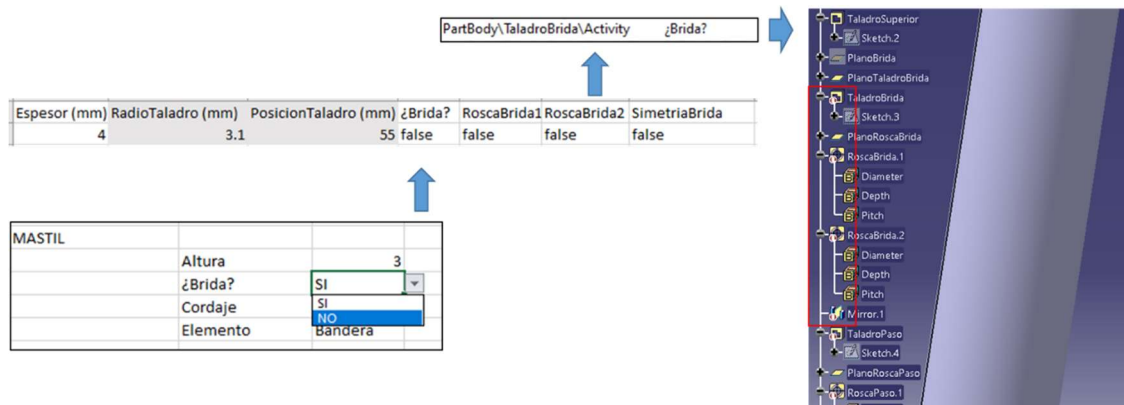 PartBody\TaladroBrida\Activity ¿Brida?
Espesor (mm) RadioTaladro (mm) PosicionTaladro (mm) ¿Brida? RoscaBrida1 RoscaBrida2 SimetriaBrida
4 3.1 55 false false false false
MASTIL
Altura 3
¿Brida? SI
SI
Cordaje NO
Elemento Bandera
TaladroSuperior
Sketch.2
PlanoBrida
PlanoTaladroBrida
TaladroBrida
Sketch.3
PlanoRoscaBrida
RoscaBrida.1
Diameter
Depth
Pitch
RoscaBrida.2
Diameter
Depth
Pitch
Mirror.1
TaladroPaso
Sketch.4
PlanoRoscaPaso
RoscaPaso.1